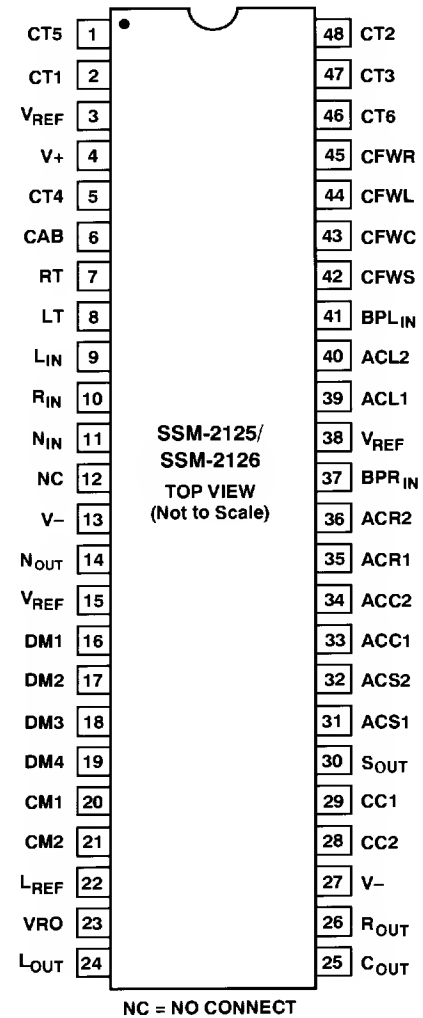 CT5 1 48 CT2
CT1 2 47 CT3
VREF 3 46 CT6
V+ 4 45 CFWR
CT4 5 44 CFWL
CAB 6 43 CFWC
RT 7 42 CFWS
LT 8 41 BPLIN
LIN 9 40 ACL2
RIN 10 39 ACL1
NIN 11 38 VREF
NC 12 37 BPRIN
V– 13 36 ACR2
NOUT 14 35 ACR1
VREF 15 34 ACC2
DM1 16 33 ACC1
DM2 17 32 ACS2
DM3 18 31 ACS1
DM4 19 30 SOUT
CM1 20 29 CC1
CM2 21 28 CC2
LREF 22 27 V–
VRO 23 26 ROUT
LOUT 24 25 COUT
SSM-2125/
SSM-2126
TOP VIEW
(Not to Scale)
NC = NO CONNECT